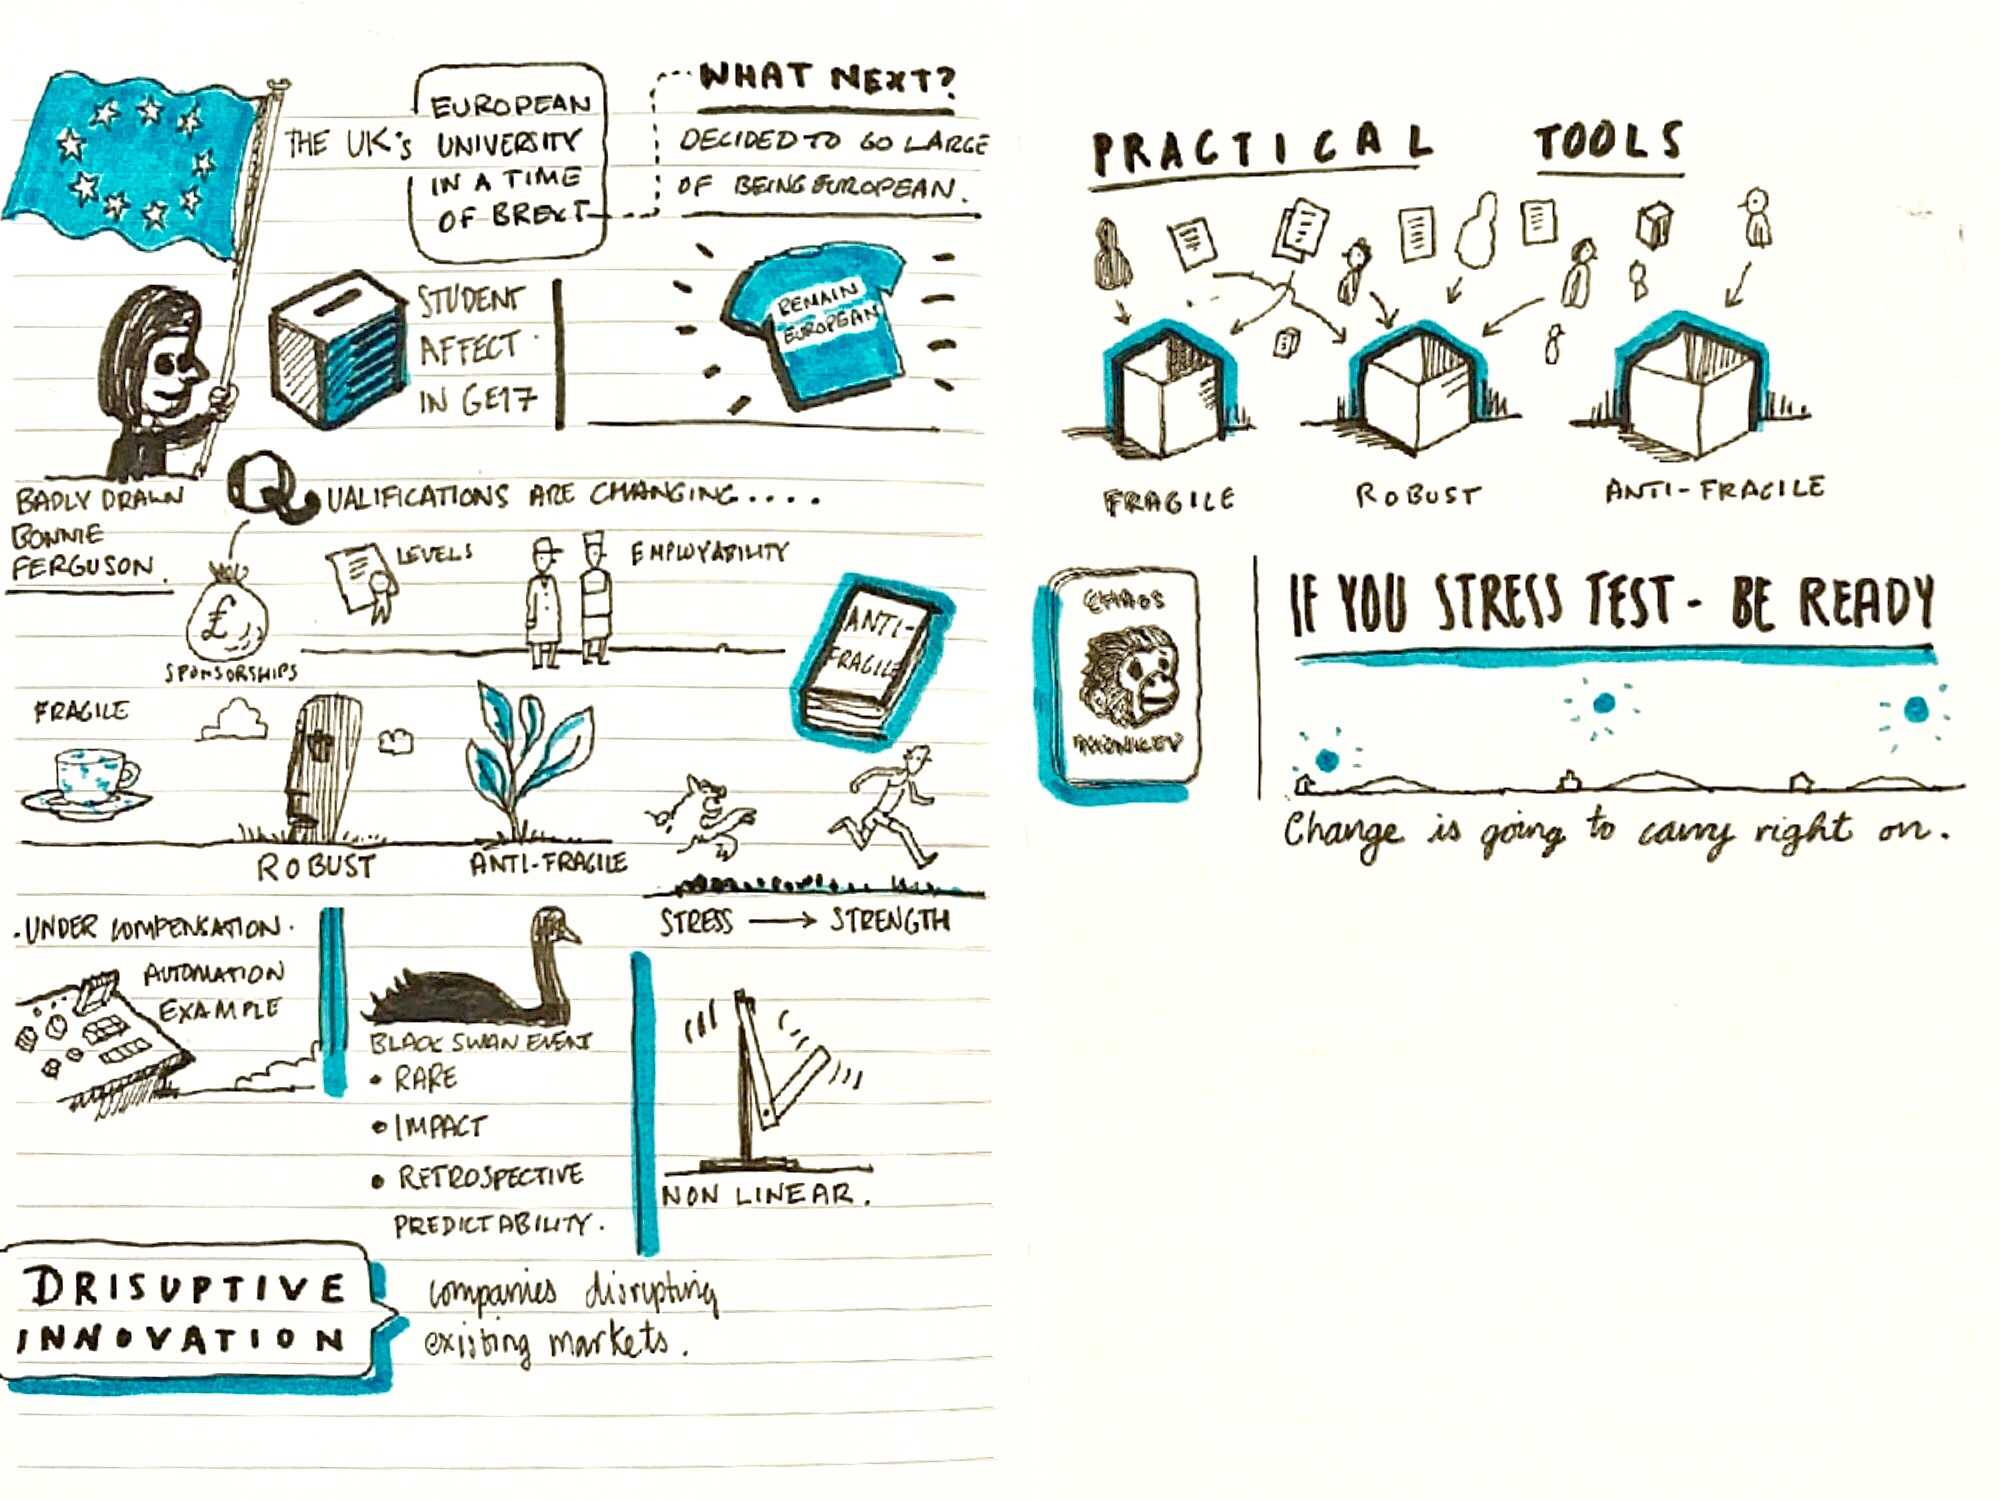 THE UK's
EUROPEAN
UNIVERSITY
IN A TIME
OF BREXT
WHAT NEXT?
DECIDED TO GO LARGE
OF BEING EUROPEAN.
STUDENT
AFFECT
IN GE17
REMAIN
EUROPEAN
BADLY DRAWN
BONNIE
FERGUSON.
QUALIFICATIONS ARE CHANGING....
£
SPONSORSHIPS
LEVELS
EMPLOYABILITY
ANTI-
FRAGILE
FRAGILE
ROBUST
ANTI-FRAGILE
STRESS → STRENGTH
·UNDER COMPENSATION·
AUTOMATION
EXAMPLE
BLACK SWAN EVENT
• RARE
• IMPACT
• RETROSPECTIVE
PREDICTABILITY.
NON LINEAR.
DRISUPTIVE
INNOVATION
companies disrupting
existing markets.
PRACTICAL TOOLS
FRAGILE
ROBUST
ANTI-FRAGILE
CHAOS
MONKEY
IF YOU STRESS TEST - BE READY
Change is going to carry right on.